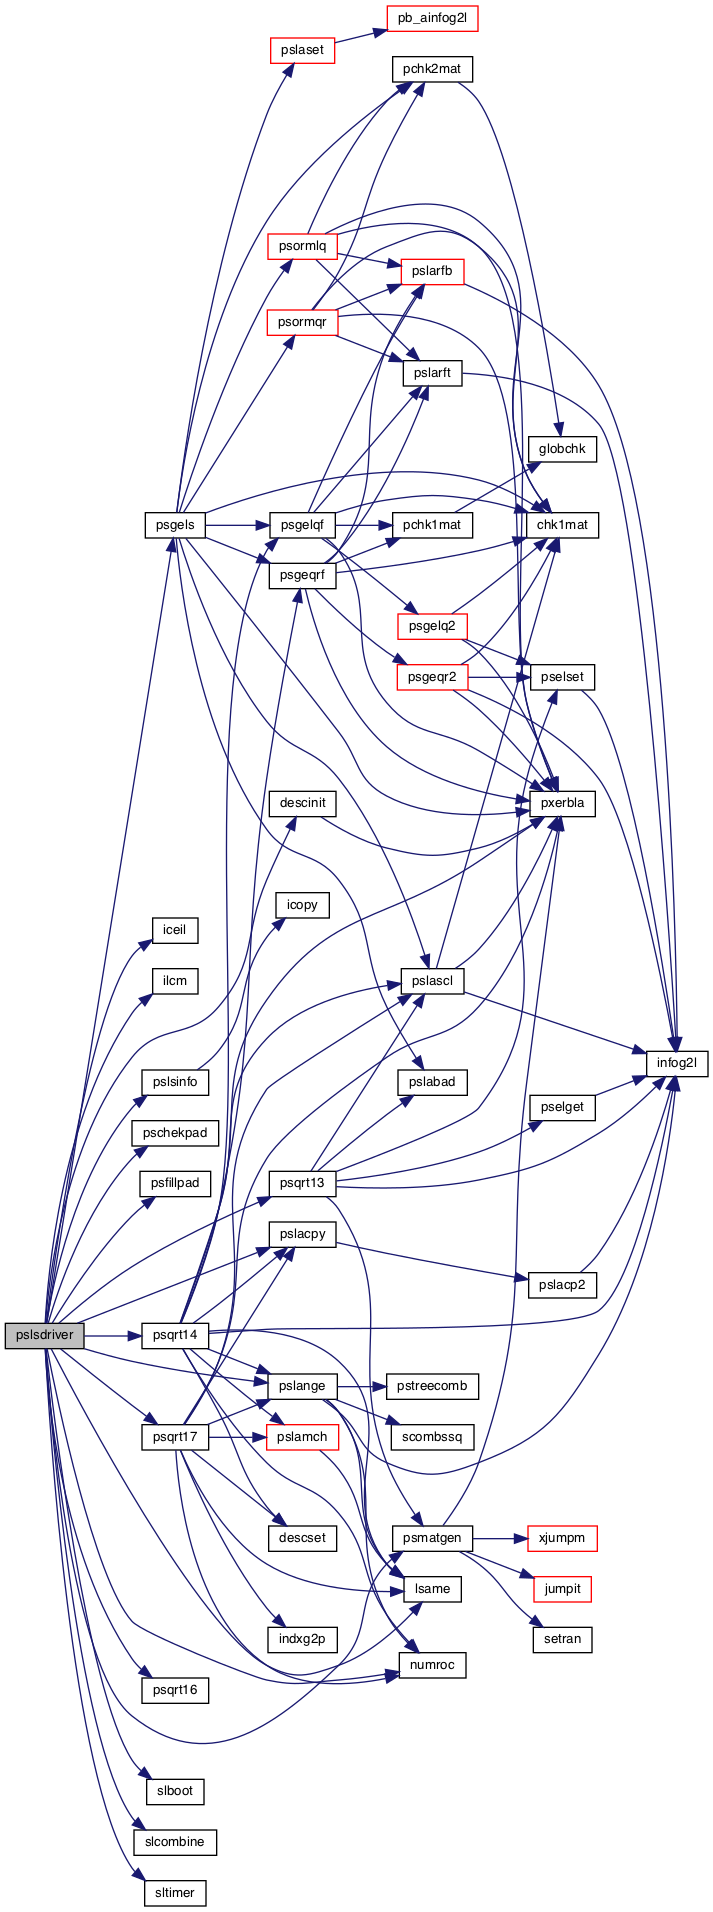 pb_ainfog2l
pslaset
pchk2mat
psormlq
pslarfb
psormqr
pslarft
globchk
psgels
psgelqf
pchk1mat
chk1mat
psgeqrf
psgelq2
psgeqr2
pselset
descinit
pxerbla
icopy
iceil
ilcm
pslascl
infog2l
pslsinfo
pslabad
pselget
pschekpad
psfillpad
psqrt13
pslacpy
pslacp2
pslsdriver
psqrt14
pslange
pstreecomb
psqrt17
pslamch
scombssq
descset
psmatgen
xjumpm
lsame
jumpit
indxg2p
setran
numroc
psqrt16
slboot
slcombine
sltimer